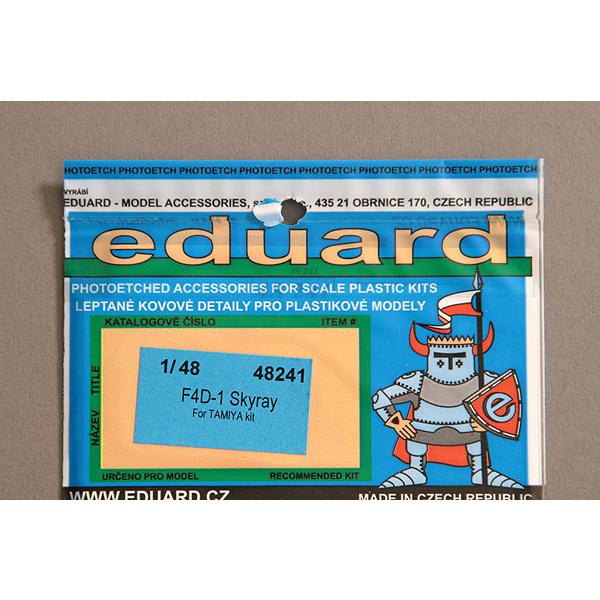 PHOTOETCH PHOTOETCH PHOTOETCH PHOTOETCH PHOTOETCH PHOTOETCH PHOTOETCH PHOTOETCH
VYRÁBÍ
EDUARD - MODEL ACCESSORIES, 435 21 OBRNICE 170, CZECH REPUBLIC
eduard
PHOTOETCHED ACCESSORIES FOR SCALE PLASTIC KITS
LEPTANÉ KOVOVÉ DETAILY PRO PLASTIKOVÉ MODELY
KATALOGOVÉ ČÍSLO ITEM #
NÁZEV TITLE
1/48 48241
F4D-1 Skyray
For TAMIYA kit
e
URČENO PRO MODEL RECOMMENDED KIT
WWW.EDUARD.CZ MADE IN CZECH REPUBLIC